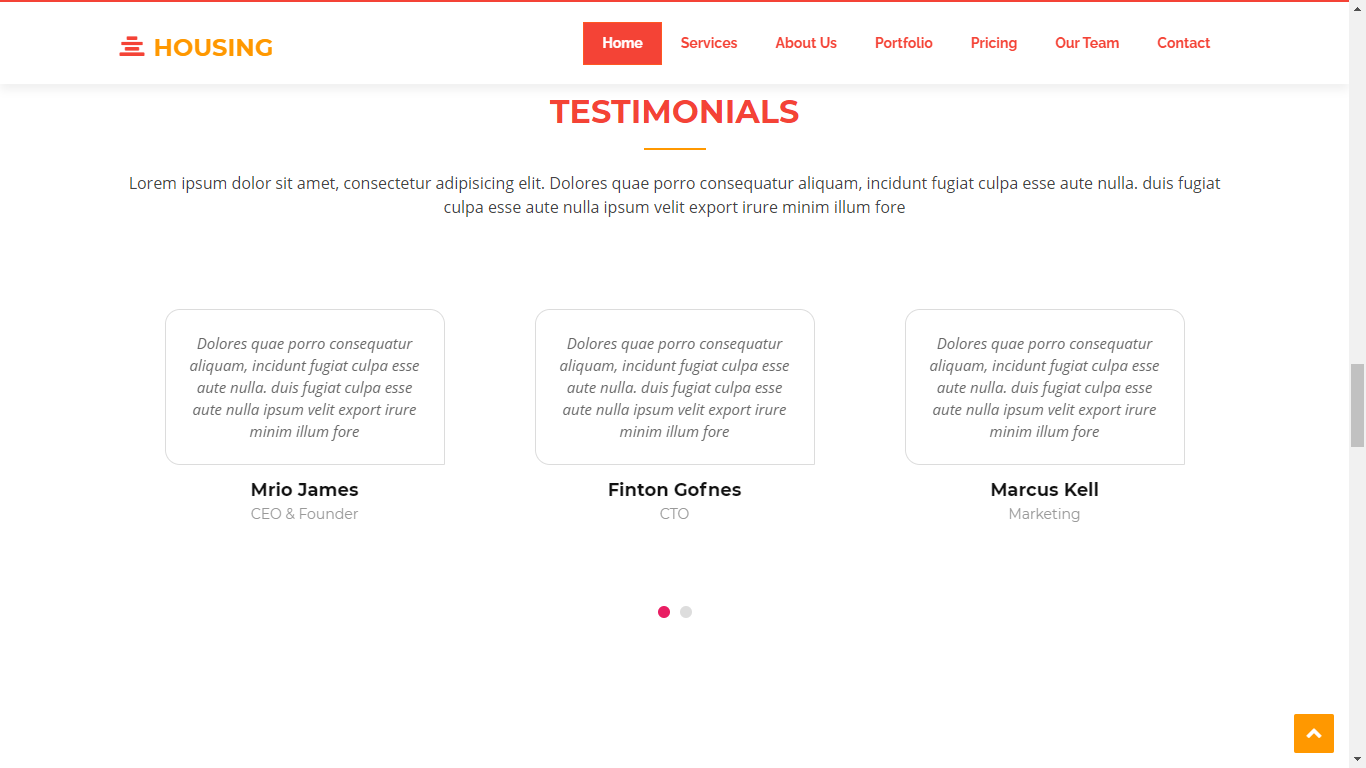 HOUSING
Home Services About Us Portfolio Pricing Our Team Contact
TESTIMONIALS
Lorem ipsum dolor sit amet, consectetur adipisicing elit. Dolores quae porro consequatur aliquam, incidunt fugiat culpa esse aute nulla. duis fugiat
culpa esse aute nulla ipsum velit export irure minim illum fore
Dolores quae porro consequatur
aliquam, incidunt fugiat culpa esse
aute nulla. duis fugiat culpa esse
aute nulla ipsum velit export irure
minim illum fore
Mrio James
CEO & Founder
Dolores quae porro consequatur
aliquam, incidunt fugiat culpa esse
aute nulla. duis fugiat culpa esse
aute nulla ipsum velit export irure
minim illum fore
Finton Gofnes
CTO
Dolores quae porro consequatur
aliquam, incidunt fugiat culpa esse
aute nulla. duis fugiat culpa esse
aute nulla ipsum velit export irure
minim illum fore
Marcus Kell
Marketing